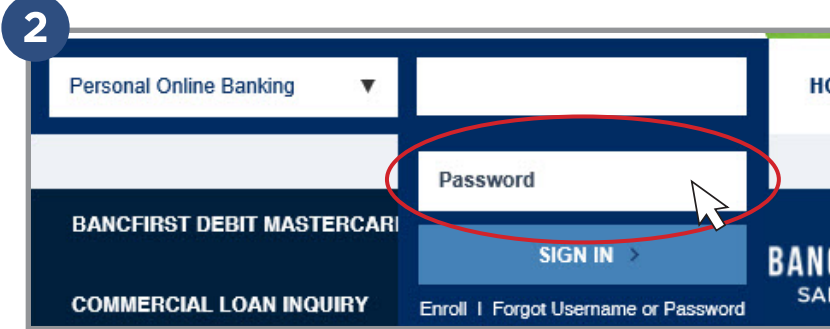 2
Personal Online Banking ▼
HO
Password
BANCFIRST DEBIT MASTERCAR
SIGN IN >
BANC
SA
COMMERCIAL LOAN INQUIRY
Enroll | Forgot Username or Password